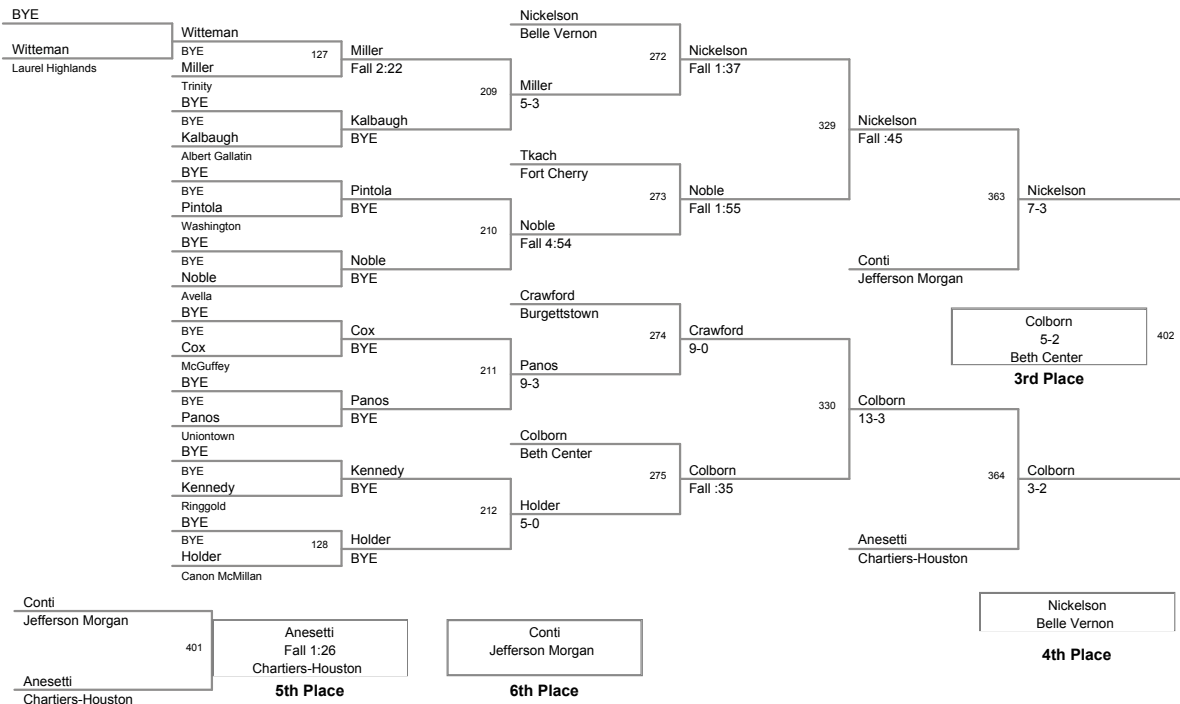 BYE
Witteman
Laurel Highlands
Witteman
BYE
Miller
Trinity
BYE
BYE
Kalbaugh
Albert Gallatin
BYE
BYE
Pintola
Washington
BYE
BYE
Noble
Avella
BYE
BYE
Cox
McGuffey
BYE
BYE
Panos
Uniontown
BYE
BYE
Kennedy
Ringgold
BYE
BYE
Holder
Canon McMillan
127
128
Miller
Fall 2:22
Kalbaugh
BYE
Pintola
BYE
Noble
BYE
Cox
BYE
Panos
BYE
Kennedy
BYE
Holder
BYE
209
210
211
212
Nickelson
Belle Vernon
Miller
5-3
Tkach
Fort Cherry
Noble
Fall 4:54
Crawford
Burgettstown
Panos
9-3
Colborn
Beth Center
Holder
5-0
272
273
274
275
Nickelson
Fall 1:37
Noble
Fall 1:55
Crawford
9-0
Colborn
Fall :35
329
330
Nickelson
Fall :45
Conti
Jefferson Morgan
Colborn
13-3
Anesetti
Chartiers-Houston
363
364
Nickelson
7-3
Colborn
3-2
Colborn
5-2
Beth Center
402
3rd Place
Nickelson
Belle Vernon
4th Place
Conti
Jefferson Morgan
401
Anesetti
Chartiers-Houston
Anesetti
Fall 1:26
Chartiers-Houston
5th Place
Conti
Jefferson Morgan
6th Place